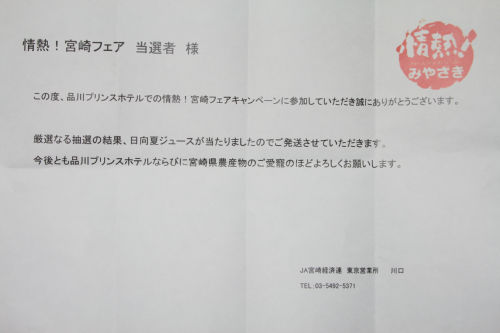 情熱！宮崎フェア 当選者 様
情熱！
みやざき
この度、品川プリンスホテルでの情熱！宮崎フェアキャンペーンに参加していただき誠にありがとうございます。
厳選なる抽選の結果、日向夏ジュースが当たりましたのでご発送させていただきます。
今後とも品川プリンスホテルならびに宮崎県農産物のご愛寵のほどよろしくお願いします。
JA宮崎経済連 東京営業所 川口
TEL:03-5492-5371